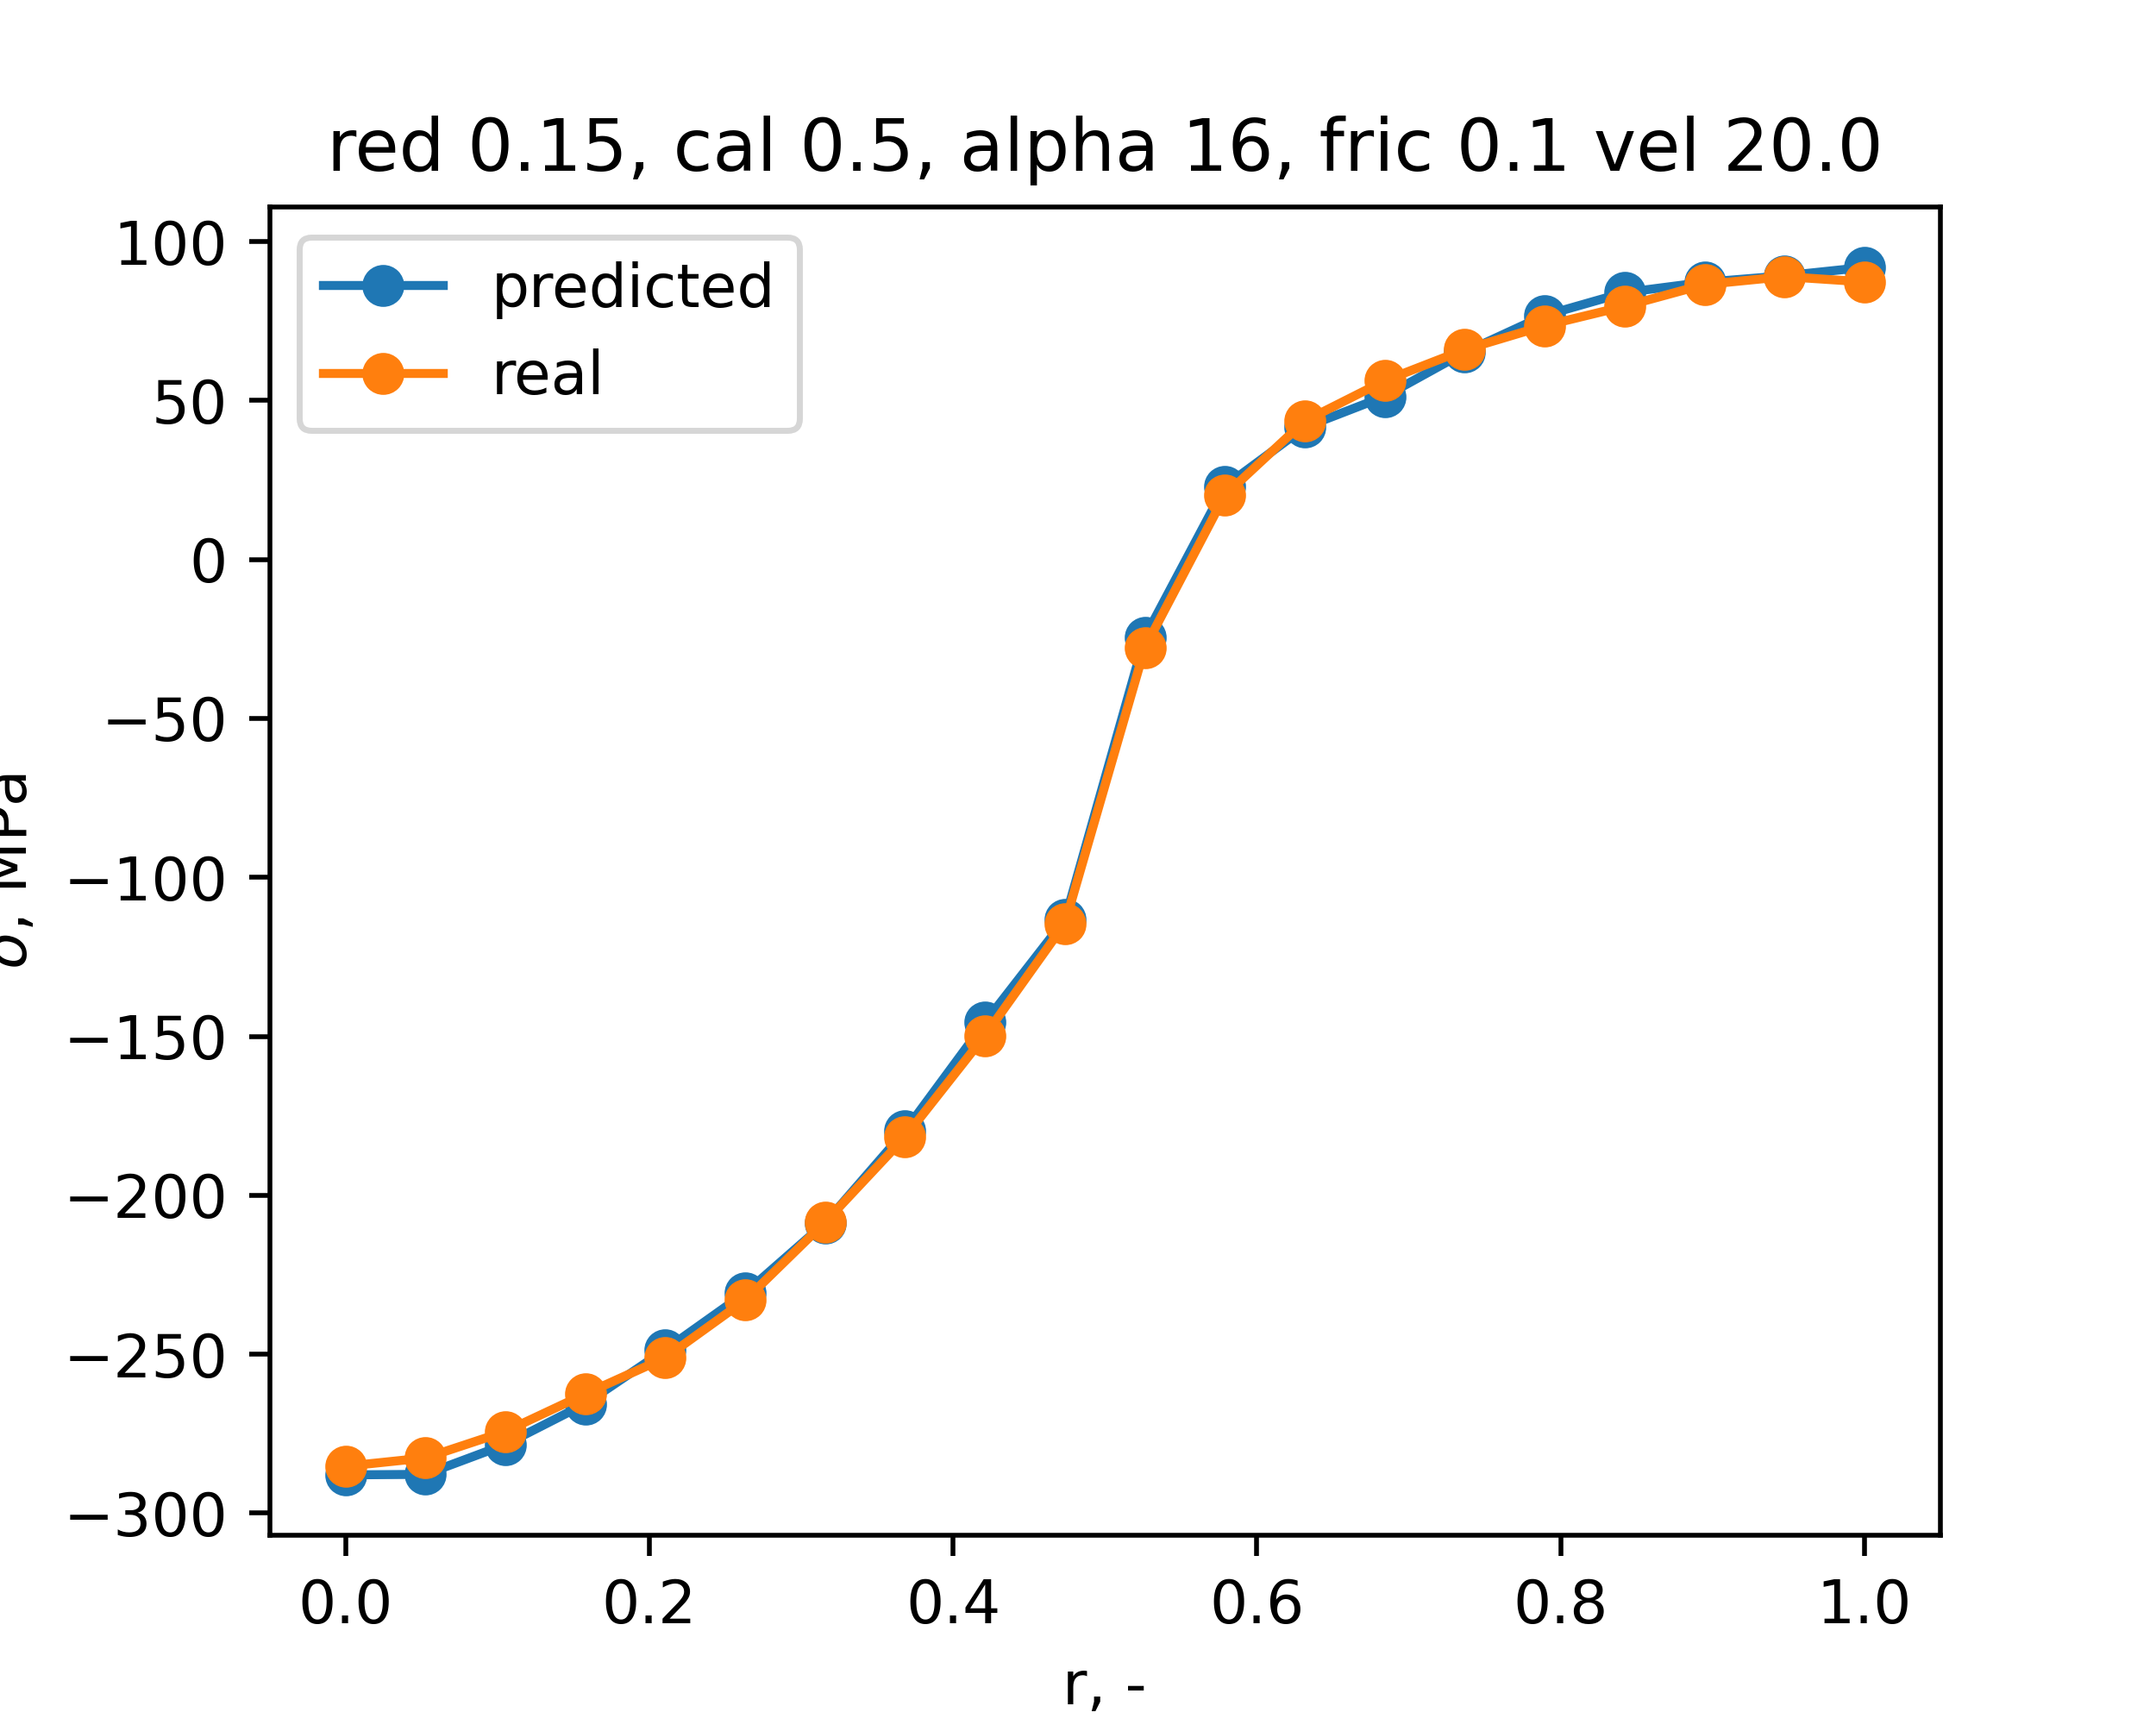 red 0.15, cal 0.5, alpha 16, fric 0.1 vel 20.0
predicted
real
100
50
0
−50
−100
−150
−200
−250
−300
, MPa
0.0 0.2 0.4 0.6 0.8 1.0
r, -